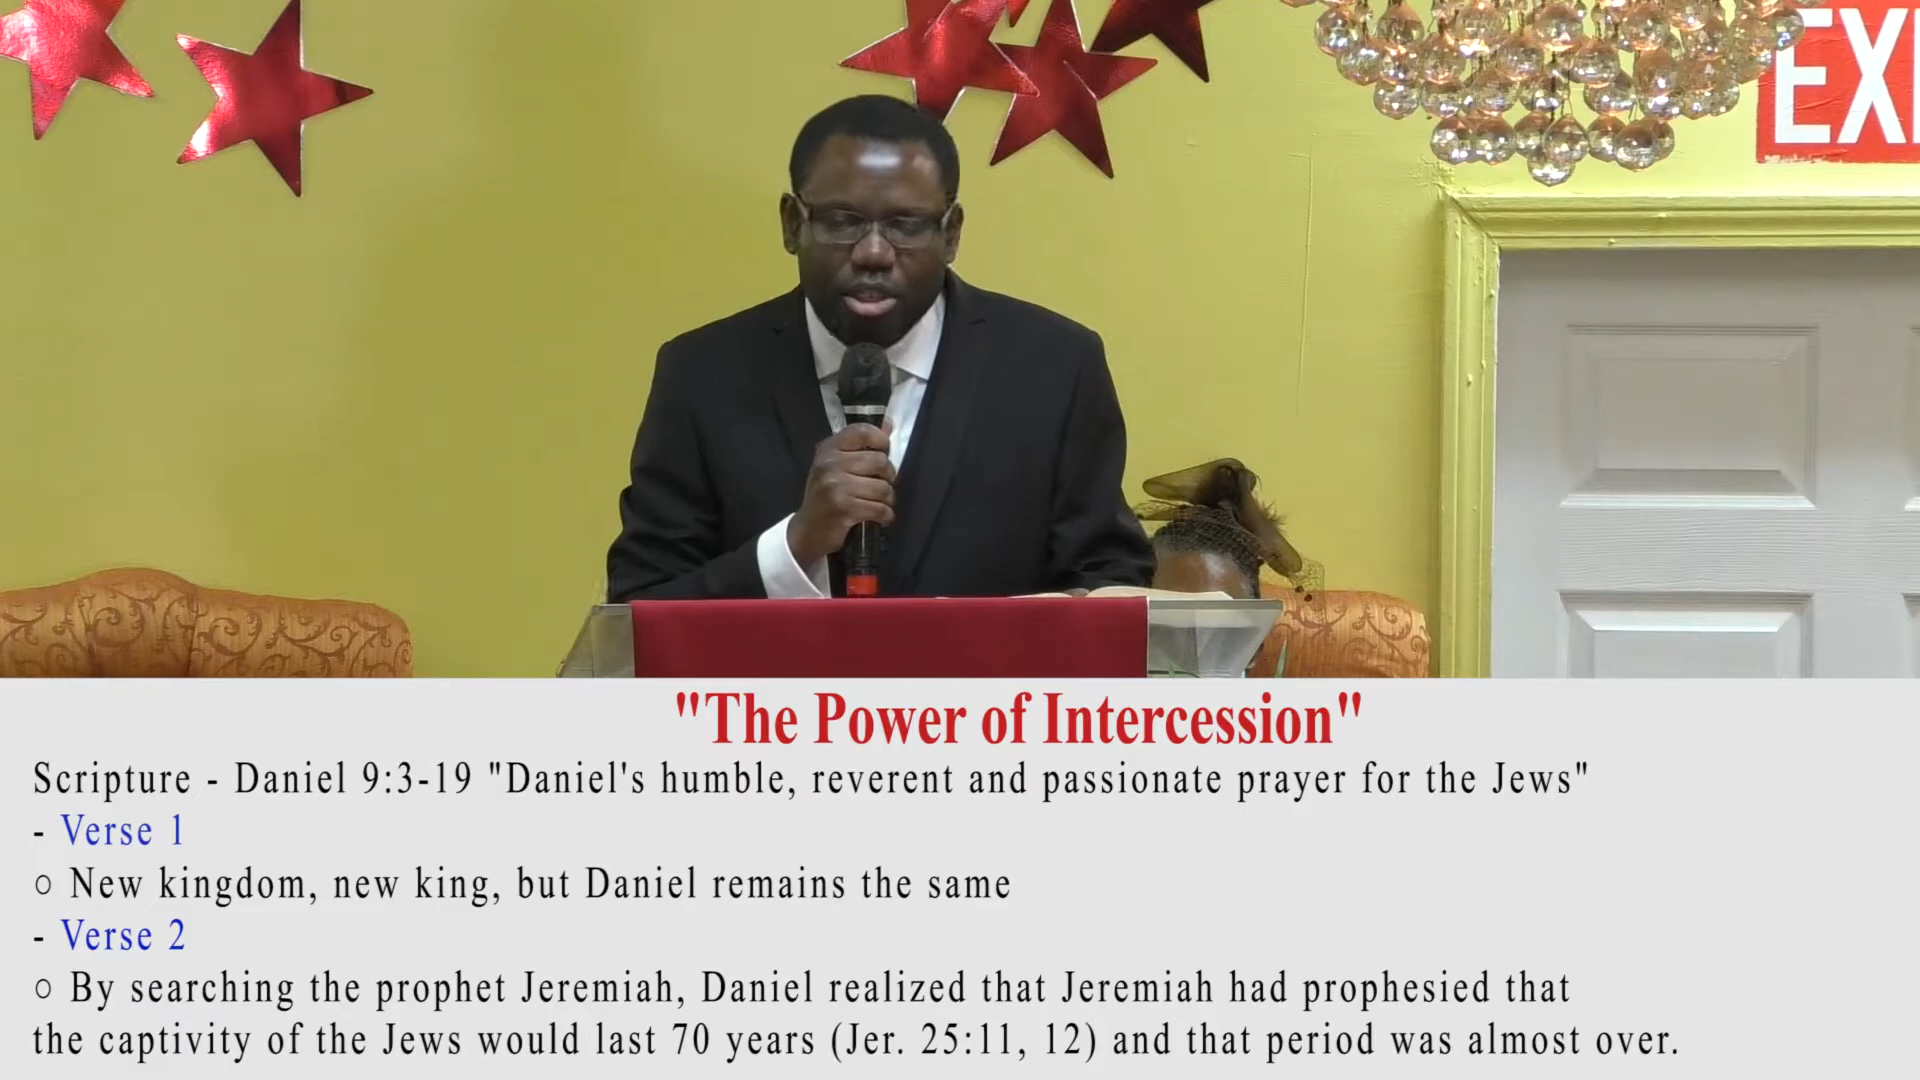 EXI
"The Power of Intercession"
Scripture - Daniel 9:3-19 "Daniel's humble, reverent and passionate prayer for the Jews"
- Verse 1
○ New kingdom, new king, but Daniel remains the same
- Verse 2
○ By searching the prophet Jeremiah, Daniel realized that Jeremiah had prophesied that
the captivity of the Jews would last 70 years (Jer. 25:11, 12) and that period was almost over.